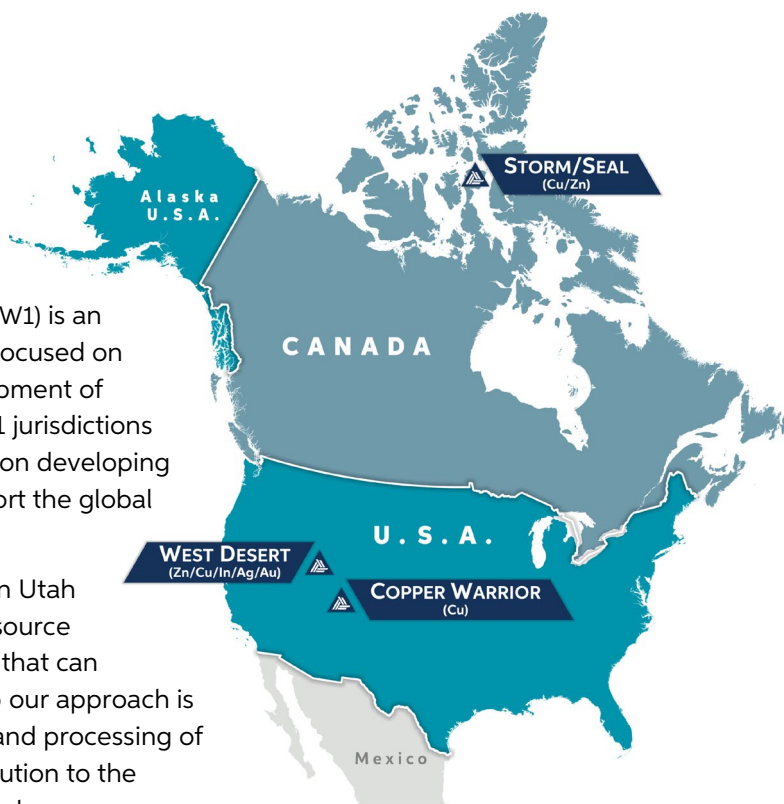 STORM/SEAL
(Cu/Zn)
Alaska
U.S.A.
CANADA
W1) is an
ocused on
pment of
1 jurisdictions
on developing
ort the global
U.S.A.
WEST DESERT
(Zn/Cu/In/Ag/Au)
COPPER WARRIOR
(Cu)
n Utah
source
that can
our approach is
and processing of
ution to the
Mexico